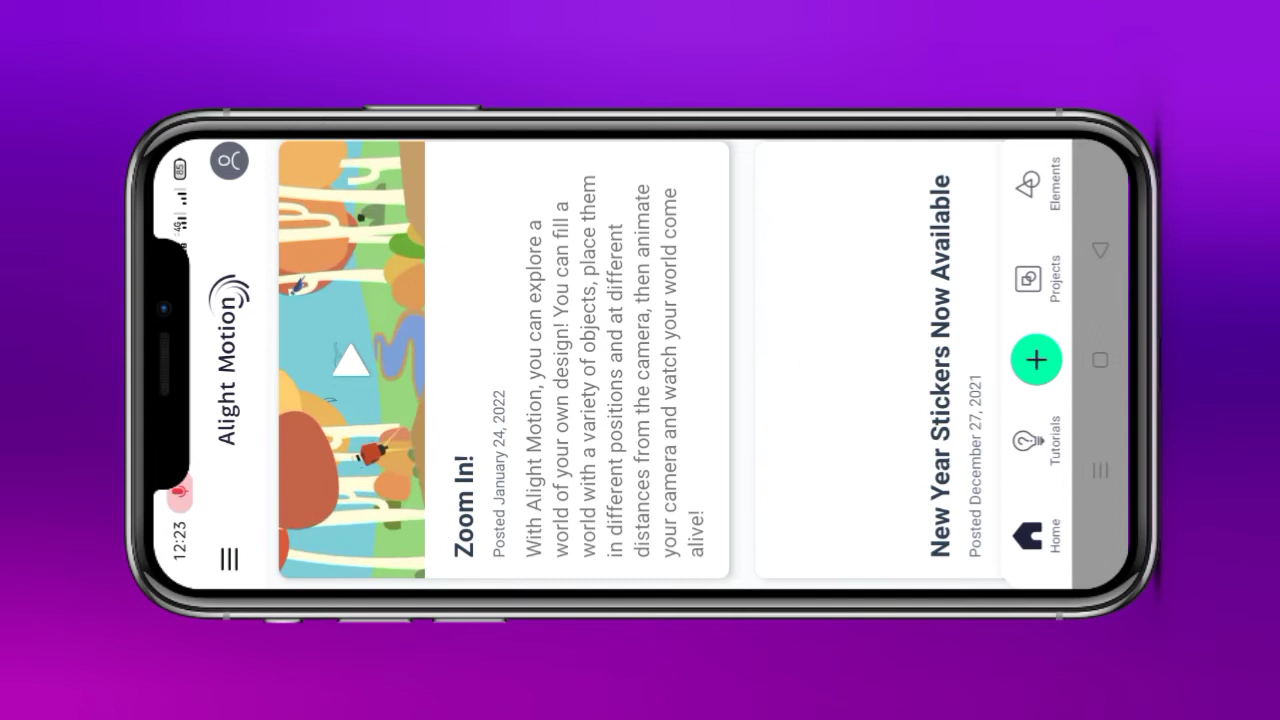 12:23
4G
85
Alight Motion
Zoom In!
Posted January 24, 2022
With Alight Motion, you can explore a
world of your own design! You can fill a
world with a variety of objects, place them
in different positions and at different
distances from the camera, then animate
your camera and watch your world come
alive!
New Year Stickers Now Available
Posted December 27, 2021
Home
Tutorials
Projects
Elements